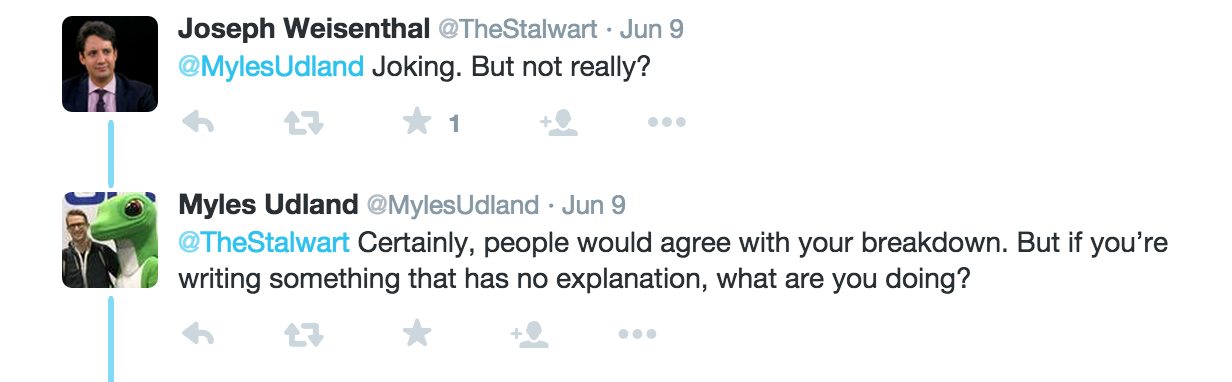 Joseph Weisenthal @TheStalwart · Jun 9
@MylesUdland Joking. But not really?
1
Myles Udland @MylesUdland · Jun 9
@TheStalwart Certainly, people would agree with your breakdown. But if you’re
writing something that has no explanation, what are you doing?